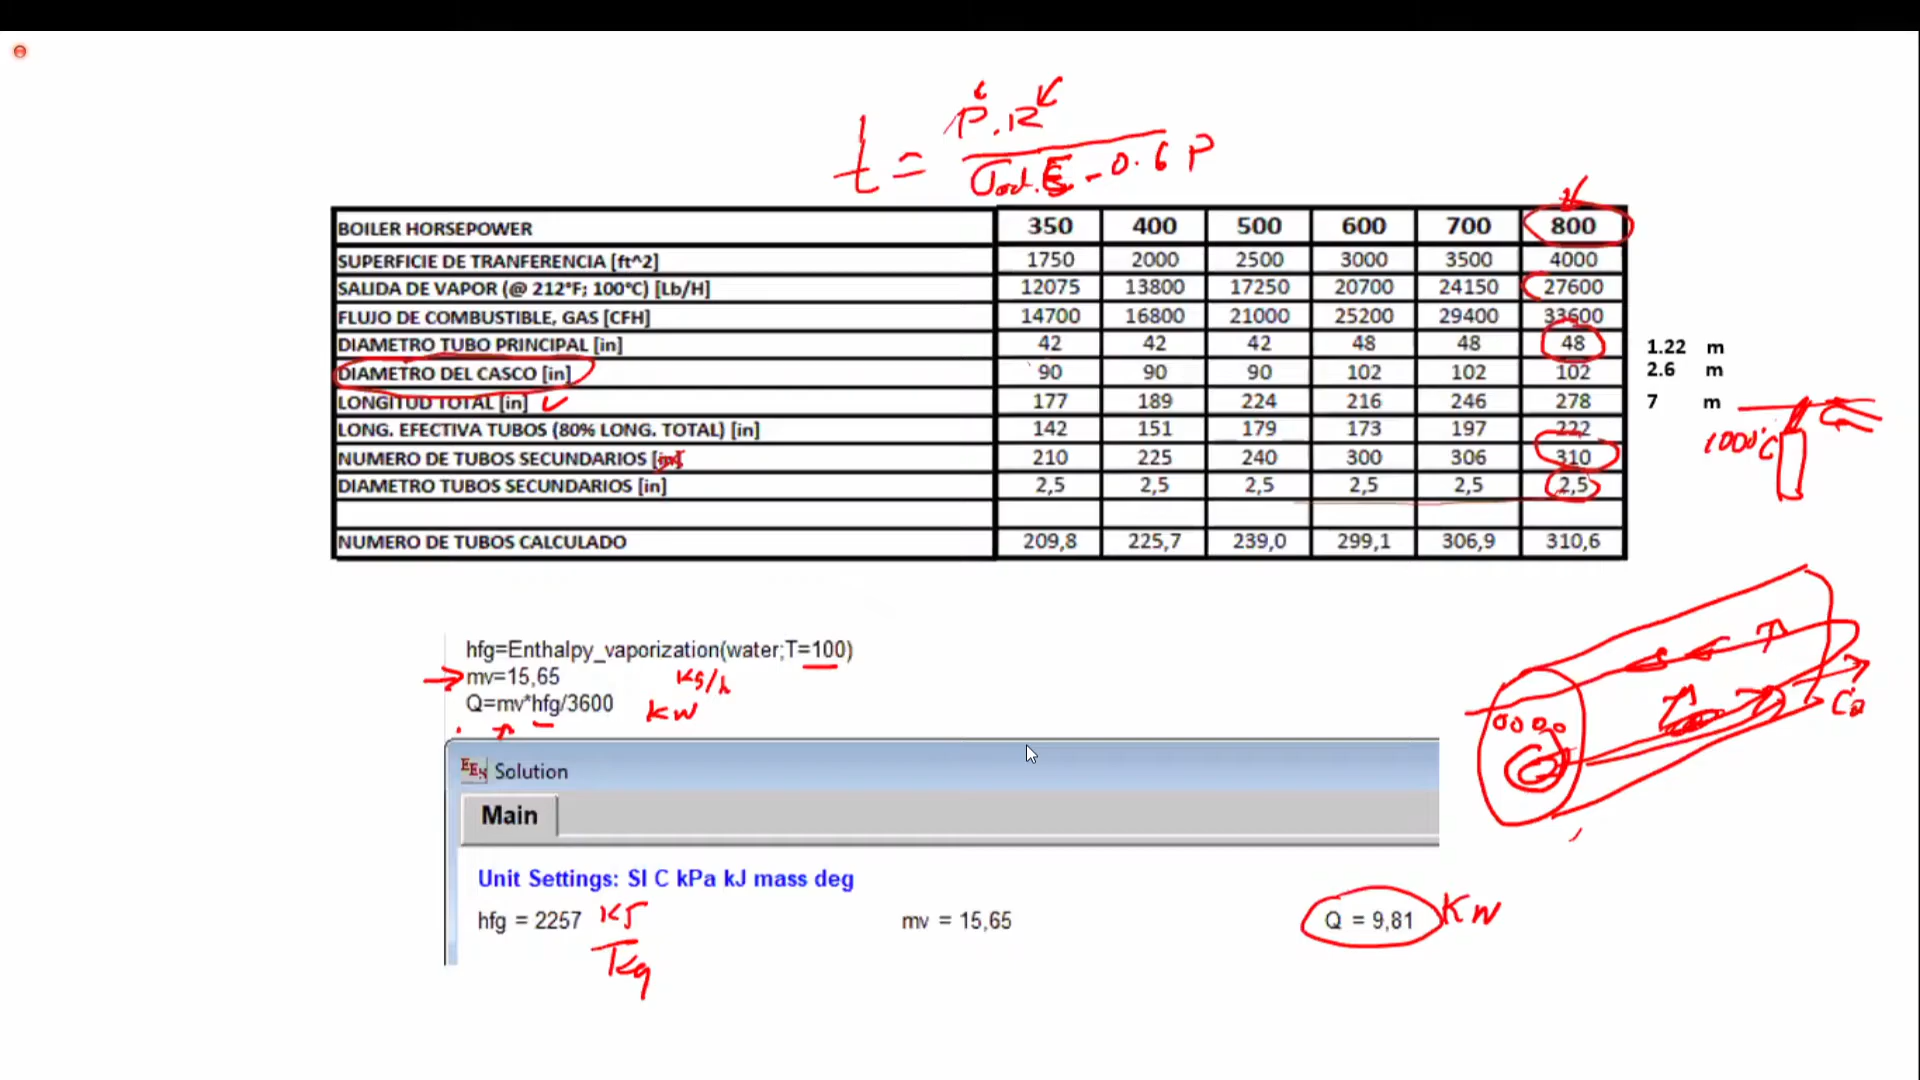 t = P.R / σad.E - 0.6 P
BOILER HORSEPOWER 350 400 500 600 700 800
SUPERFICIE DE TRANFERENCIA [ft^2] 1750 2000 2500 3000 3500 4000
SALIDA DE VAPOR (@ 212°F; 100°C) [Lb/H] 12075 13800 17250 20700 24150 27600
FLUJO DE COMBUSTIBLE, GAS [CFH] 14700 16800 21000 25200 29400 33600
DIAMETRO TUBO PRINCIPAL [in] 42 42 42 48 48 48 1.22 m
DIAMETRO DEL CASCO [in] 90 90 90 102 102 102 2.6 m
LONGITUD TOTAL [in] 177 189 224 216 246 278 7 m
LONG. EFECTIVA TUBOS (80% LONG. TOTAL) [in] 142 151 179 173 197 222
1000°C
NUMERO DE TUBOS SECUNDARIOS [in] 210 225 240 300 306 310
DIAMETRO TUBOS SECUNDARIOS [in] 2,5 2,5 2,5 2,5 2,5 2,5
NUMERO DE TUBOS CALCULADO 209,8 225,7 239,0 299,1 306,9 310,6
hfg=Enthalpy_vaporization(water;T=100)
mv=15,65 kg/h
Q=mv*hfg/3600 kW
EES Solution
Main
Unit Settings: SI C kPa kJ mass deg
hfg = 2257 KJ/Kg mv = 15,65 Q = 9,81 KW